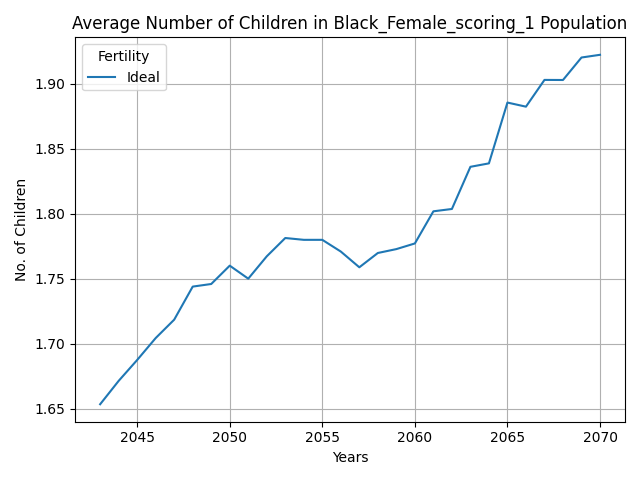 Average Number of Children in Black_Female_scoring_1 Population
Fertility
Ideal
1.90
1.85
1.80
1.75
1.70
1.65
No. of Children
2045 2050 2055 2060 2065 2070
Years